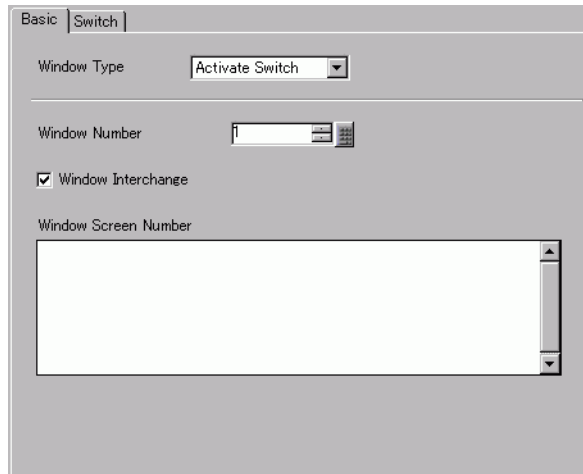 Basic Switch
Window Type Activate Switch
Window Number 1
Window Interchange
Window Screen Number